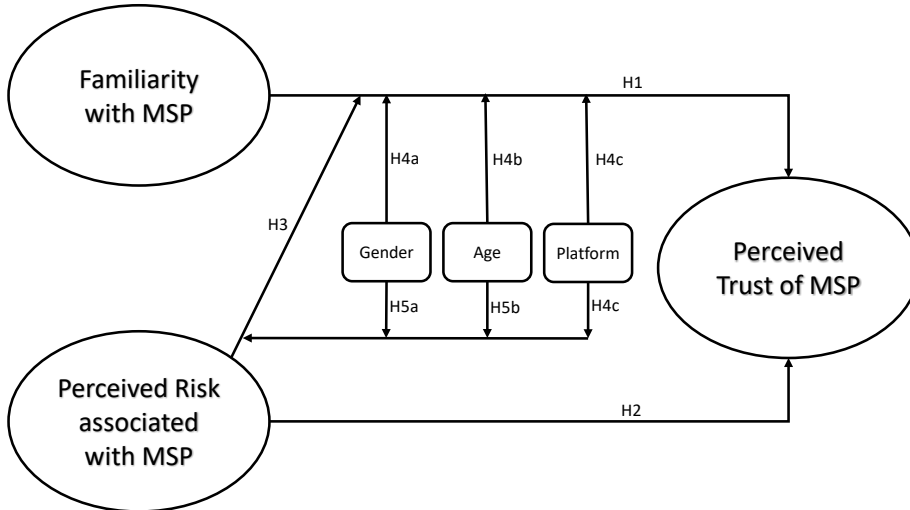 Familiarity
with MSP
H1
H4a
H4b
H4c
H3
Gender
Age
Platform
Perceived
Trust of MSP
H5a
H5b
H4c
Perceived Risk
associated
with MSP
H2